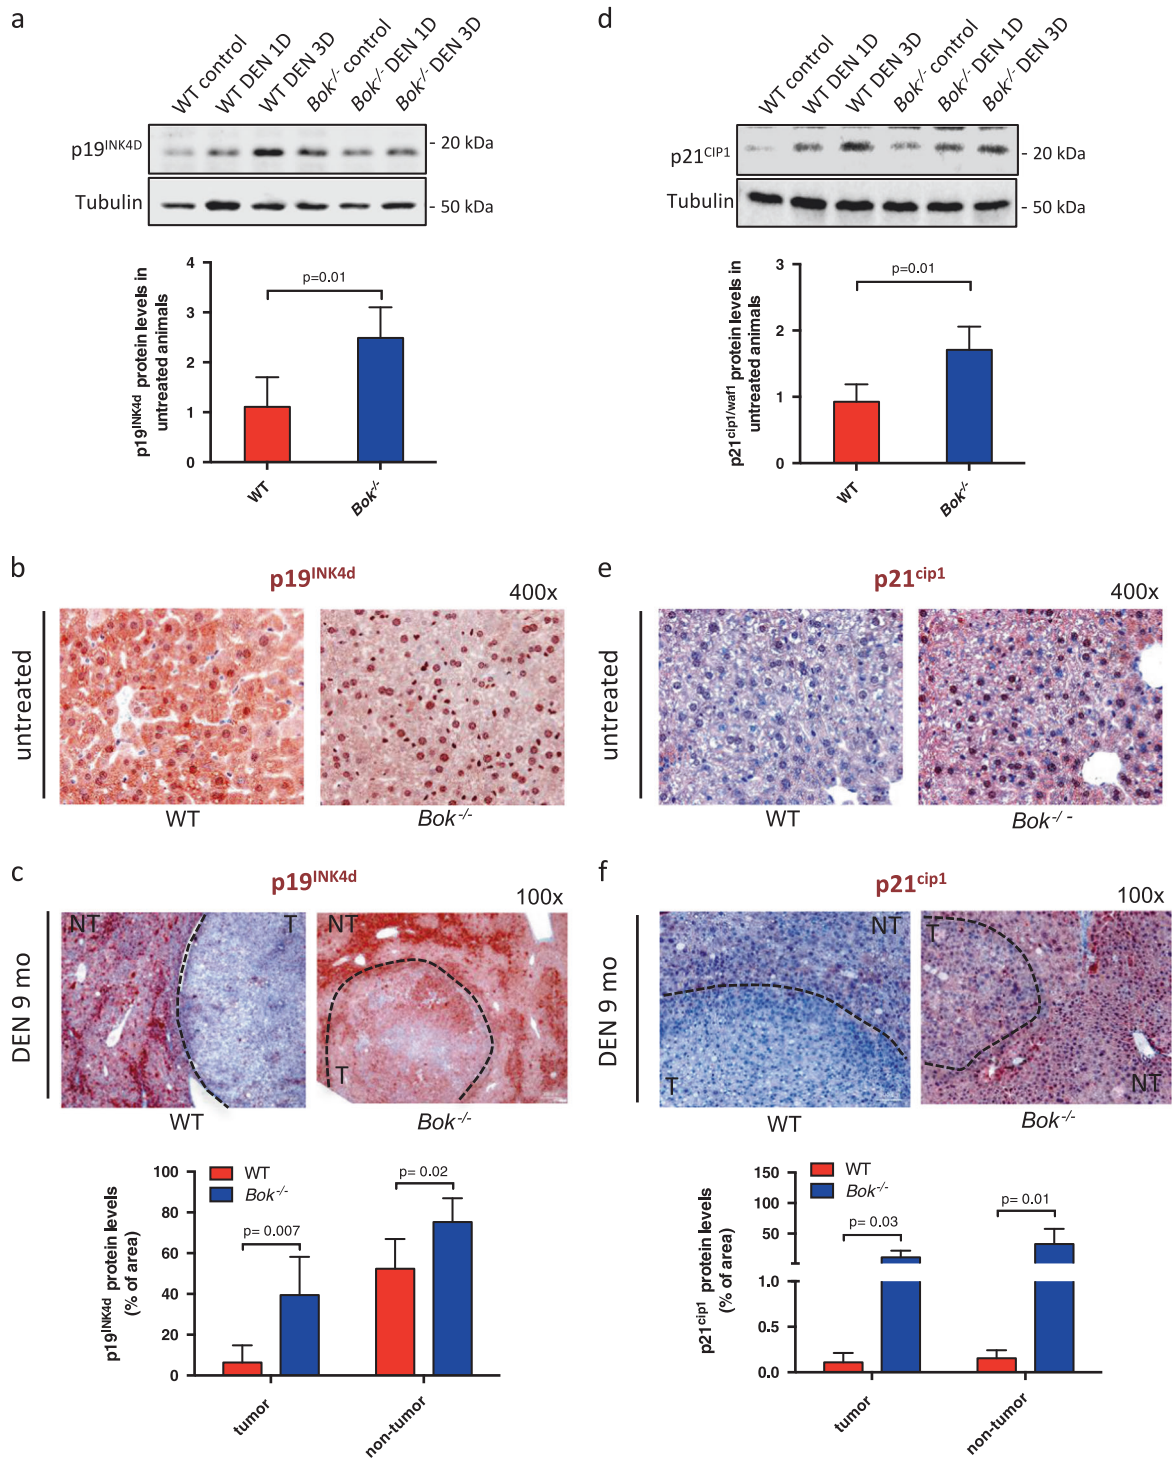 a
WT control
WT DEN 1D
WT DEN 3D
Bok-/- control
Bok-/- DEN 1D
Bok-/- DEN 3D
p19INK4D
- 20 kDa
Tubulin
- 50 kDa
p19INK4d protein levels in
untreated animals
4
3
2
1
0
p=0.01
WT
Bok-/-
b
p19INK4d
400x
untreated
WT
Bok-/-
c
p19INK4d
100x
DEN 9 mo
NT
T
NT
T
WT
Bok-/-
p19INK4d protein levels
(% of area)
100
80
60
40
20
0
WT
Bok-/-
p= 0.007
p= 0.02
tumor
non-tumor
d
WT control
WT DEN 1D
WT DEN 3D
Bok-/- control
Bok-/- DEN 1D
Bok-/- DEN 3D
p21CIP1
- 20 kDa
Tubulin
- 50 kDa
p21cip1/waf1 protein levels in
untreated animals
3
2
1
0
p=0.01
WT
Bok-/-
e
p21cip1
400x
untreated
WT
Bok-/-
f
p21cip1
100x
DEN 9 mo
NT
T
T
NT
WT
Bok-/-
p21cip1 protein levels
(% of area)
150
100
50
1.0
0.5
0.0
WT
Bok-/-
p= 0.03
p= 0.01
tumor
non-tumor